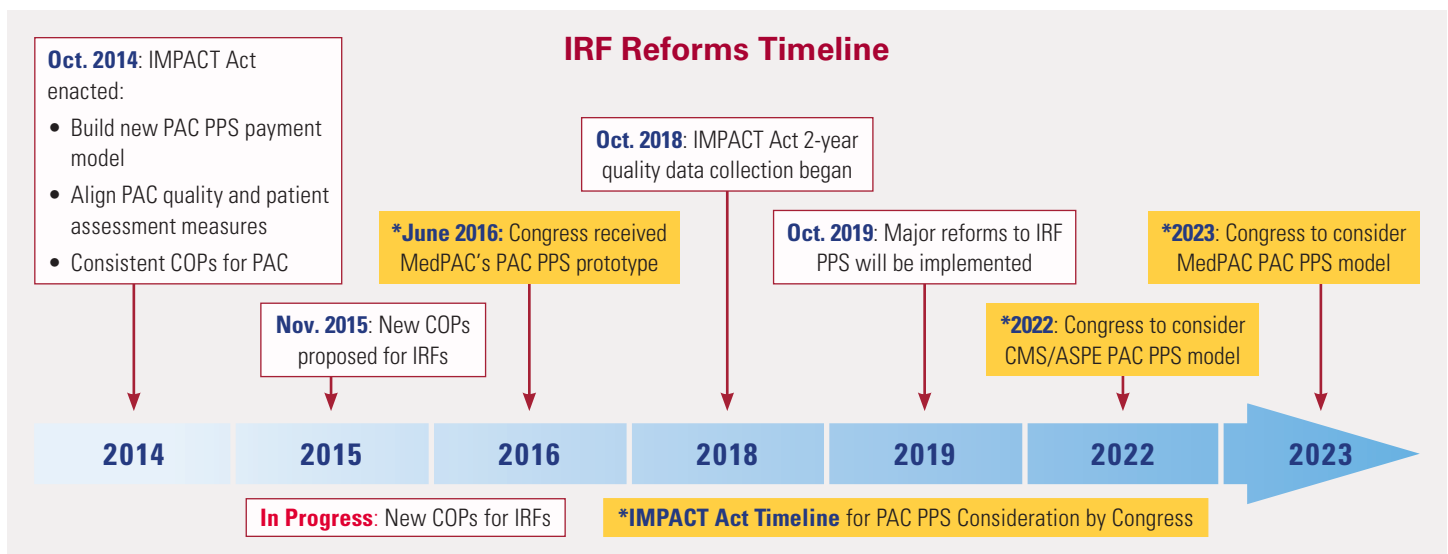 IRF Reforms Timeline
Oct. 2014: IMPACT Act
enacted:
• Build new PAC PPS payment
model
• Align PAC quality and patient
assessment measures
• Consistent COPs for PAC
Nov. 2015: New COPs
proposed for IRFs
*June 2016: Congress received
MedPAC's PAC PPS prototype
Oct. 2018: IMPACT Act 2-year
quality data collection began
Oct. 2019: Major reforms to IRF
PPS will be implemented
*2022: Congress to consider
CMS/ASPE PAC PPS model
*2023: Congress to consider
MedPAC PAC PPS model
2014
2015
2016
2018
2019
2022
2023
In Progress: New COPs for IRFs
*IMPACT Act Timeline for PAC PPS Consideration by Congress